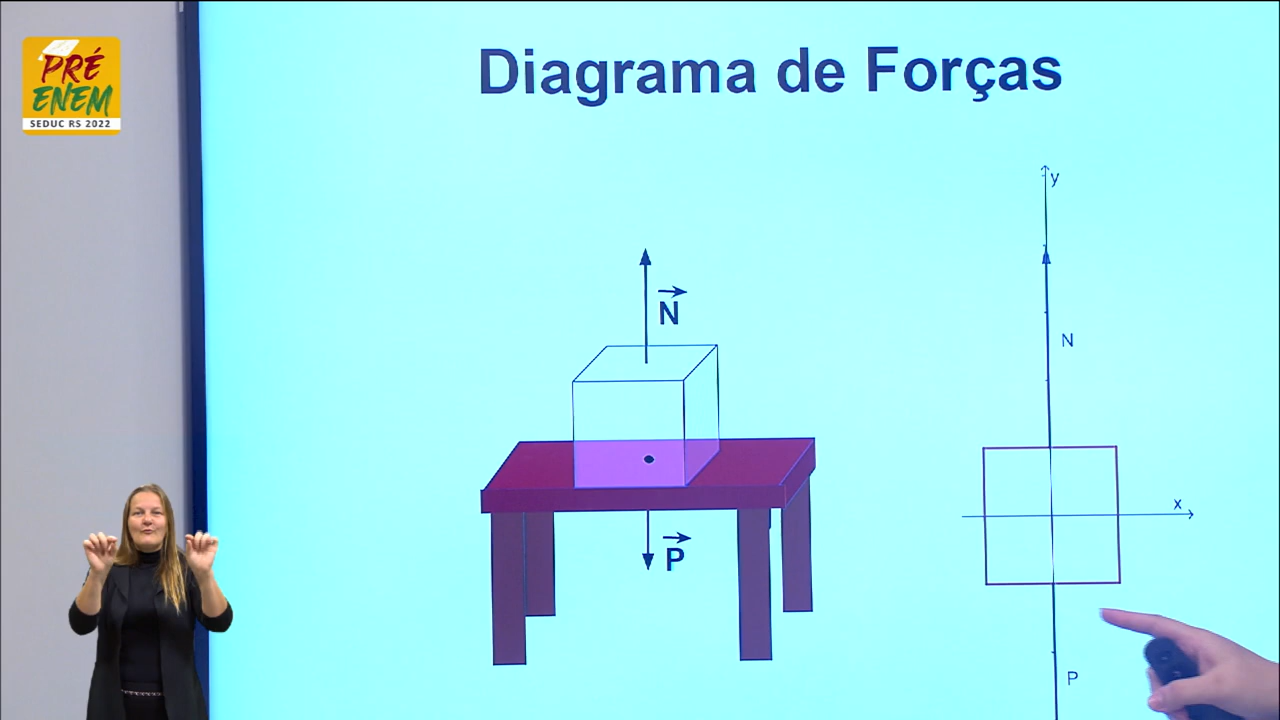 PRÉ
ENEM
SEDUC RS 2022
Diagrama de Forças
y
N
N
x
P
P